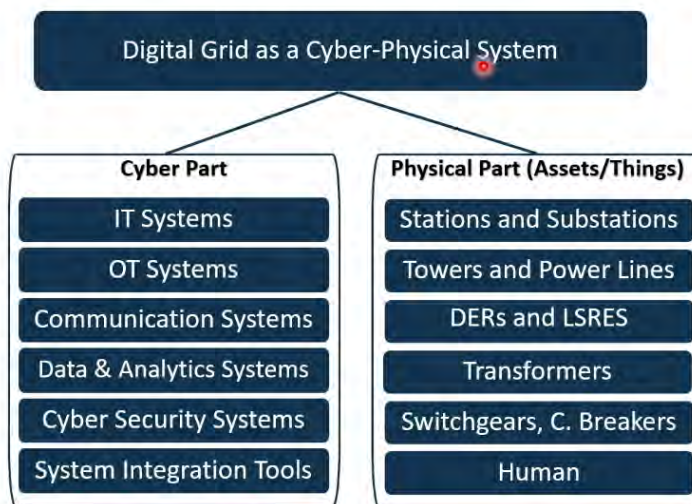 Digital Grid as a Cyber-Physical System
Cyber Part
IT Systems
OT Systems
Communication Systems
Data & Analytics Systems
Cyber Security Systems
System Integration Tools
Physical Part (Assets/Things)
Stations and Substations
Towers and Power Lines
DERs and LSRES
Transformers
Switchgears, C. Breakers
Human